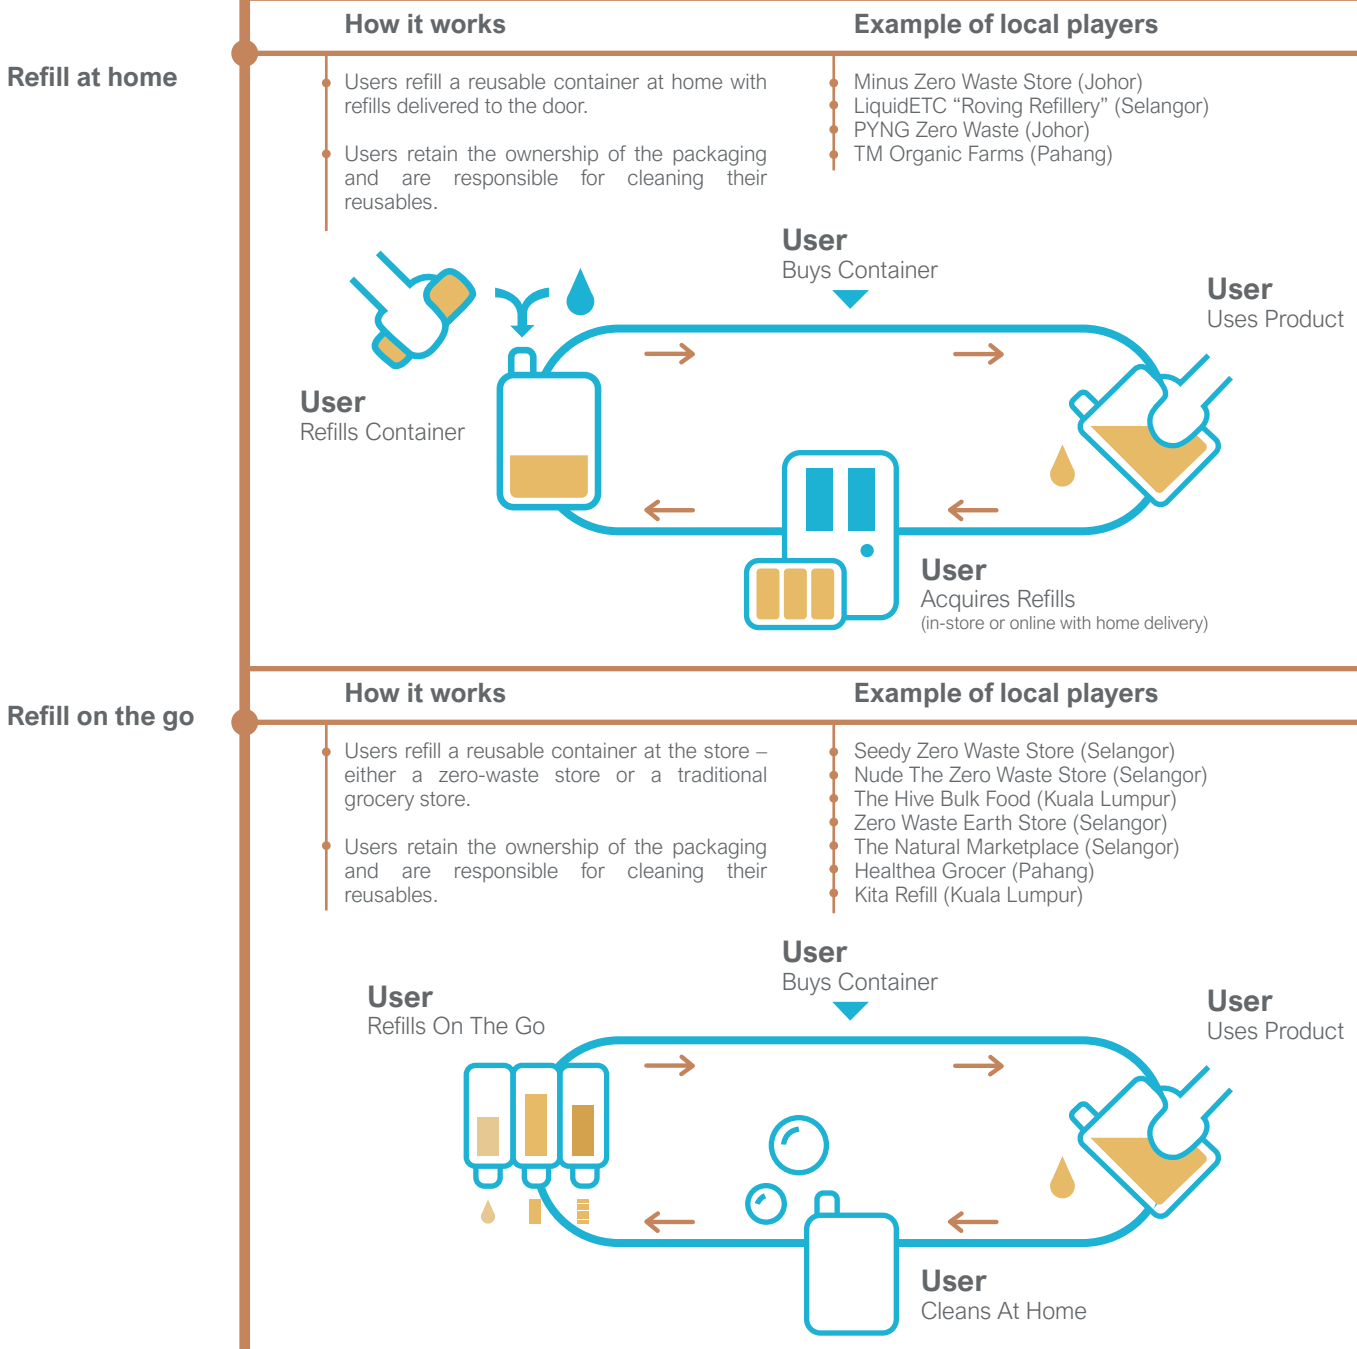 Refill at home
How it works
Users refill a reusable container at home with
refills delivered to the door.
Users retain the ownership of the packaging
and are responsible for cleaning their
reusables.
Example of local players
Minus Zero Waste Store (Johor)
LiquidETC “Roving Refillery” (Selangor)
PYNG Zero Waste (Johor)
TM Organic Farms (Pahang)
User
Buys Container
User
Uses Product
User
Refills Container
User
Acquires Refills
(in-store or online with home delivery)
Refill on the go
How it works
Users refill a reusable container at the store –
either a zero-waste store or a traditional
grocery store.
Users retain the ownership of the packaging
and are responsible for cleaning their
reusables.
Example of local players
Seedy Zero Waste Store (Selangor)
Nude The Zero Waste Store (Selangor)
The Hive Bulk Food (Kuala Lumpur)
Zero Waste Earth Store (Selangor)
The Natural Marketplace (Selangor)
Healthea Grocer (Pahang)
Kita Refill (Kuala Lumpur)
User
Buys Container
User
Refills On The Go
User
Uses Product
User
Cleans At Home